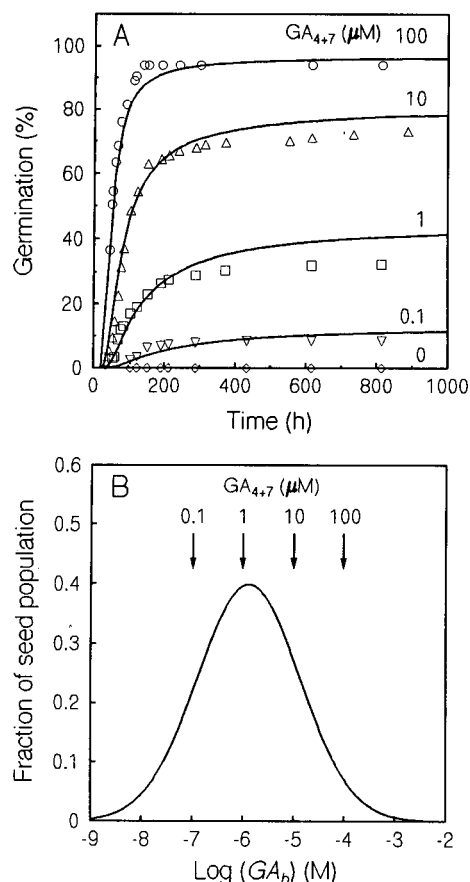 A
GA4+7 (μM)
100
100
80
10
60
Germination (%)
40
1
20
0.1
0
0
0 200 400 600 800 1000
Time (h)
B
0.6
GA4+7 (μM)
0.5
0.1 1 10 100
0.4
0.3
Fraction of seed population
0.2
0.1
0
-9 -8 -7 -6 -5 -4 -3 -2
Log (GAb) (M)